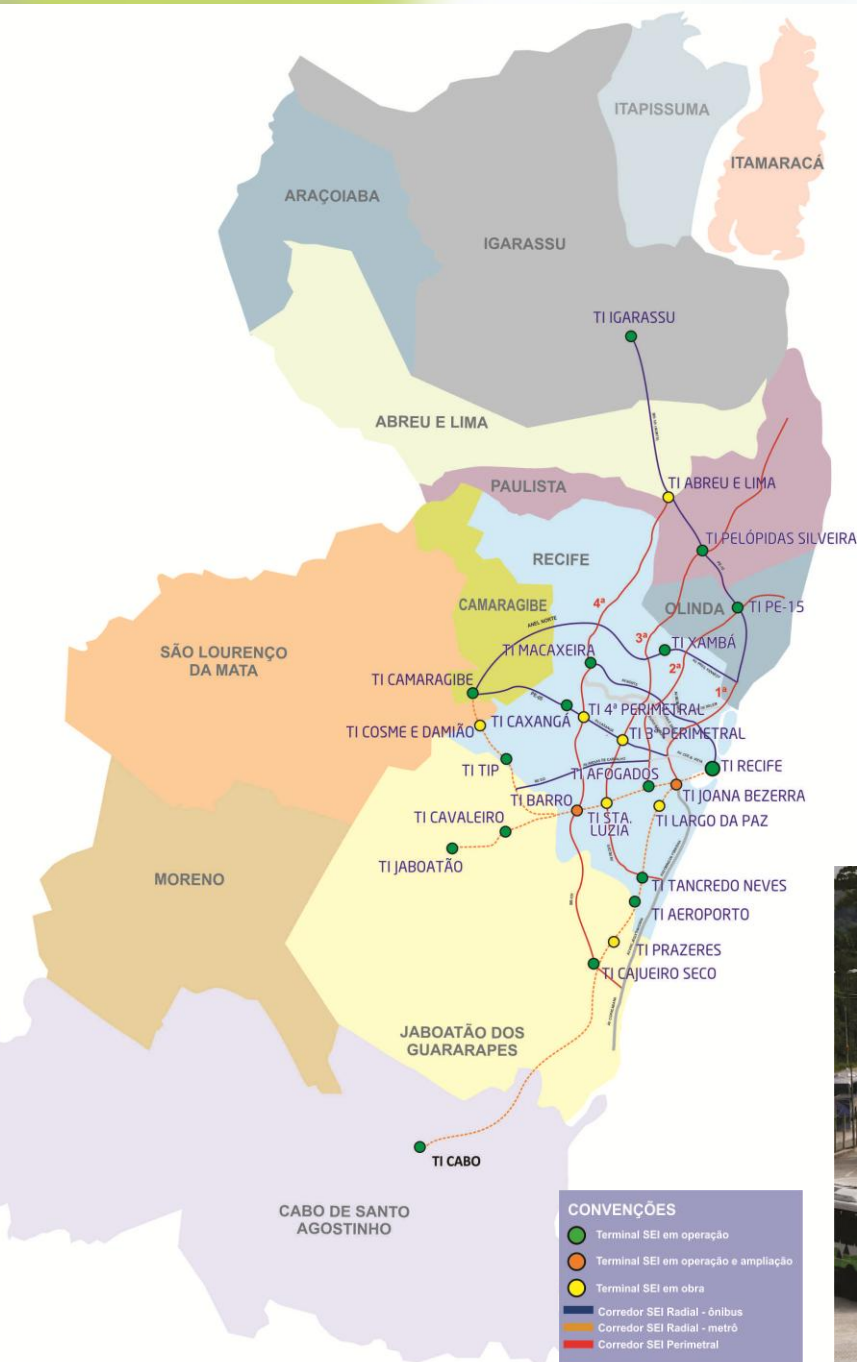 ITAPISSUMA
ITAMARACÁ
ARAÇOIABA
IGARASSU
TI IGARASSU
ABREU E LIMA
PAULISTA
TI ABREU E LIMA
TI PELÓPIDAS SILVEIRA
RECIFE
CAMARAGIBE
4ª
OLINDA
TI PE-15
ANEL NORTE
3ª
TI XAMBÁ
SÃO LOURENÇO
DA MATA
TI MACAXEIRA
2ª
TI CAMARAGIBE
1ª
TI CAXANGÁ
TI 4ª PERIMETRAL
TI COSME E DAMIÃO
TI 3ª PERIMETRAL
TI TIP
TI AFOGADOS
TI RECIFE
TI BARRO
TI JOANA BEZERRA
TI CAVALEIRO
TI STA.
LUZIA
TI LARGO DA PAZ
TI JABOATÃO
MORENO
TI TANCREDO NEVES
TI AEROPORTO
TI PRAZERES
TI CAJUEIRO SECO
JABOATÃO DOS
GUARARAPES
TI CABO
CABO DE SANTO
AGOSTINHO
CONVENÇÕES
Terminal SEI em operação
Terminal SEI em operação e ampliação
Terminal SEI em obra
Corredor SEI Radial - ônibus
Corredor SEI Radial - metrô
Corredor SEI Perimetral